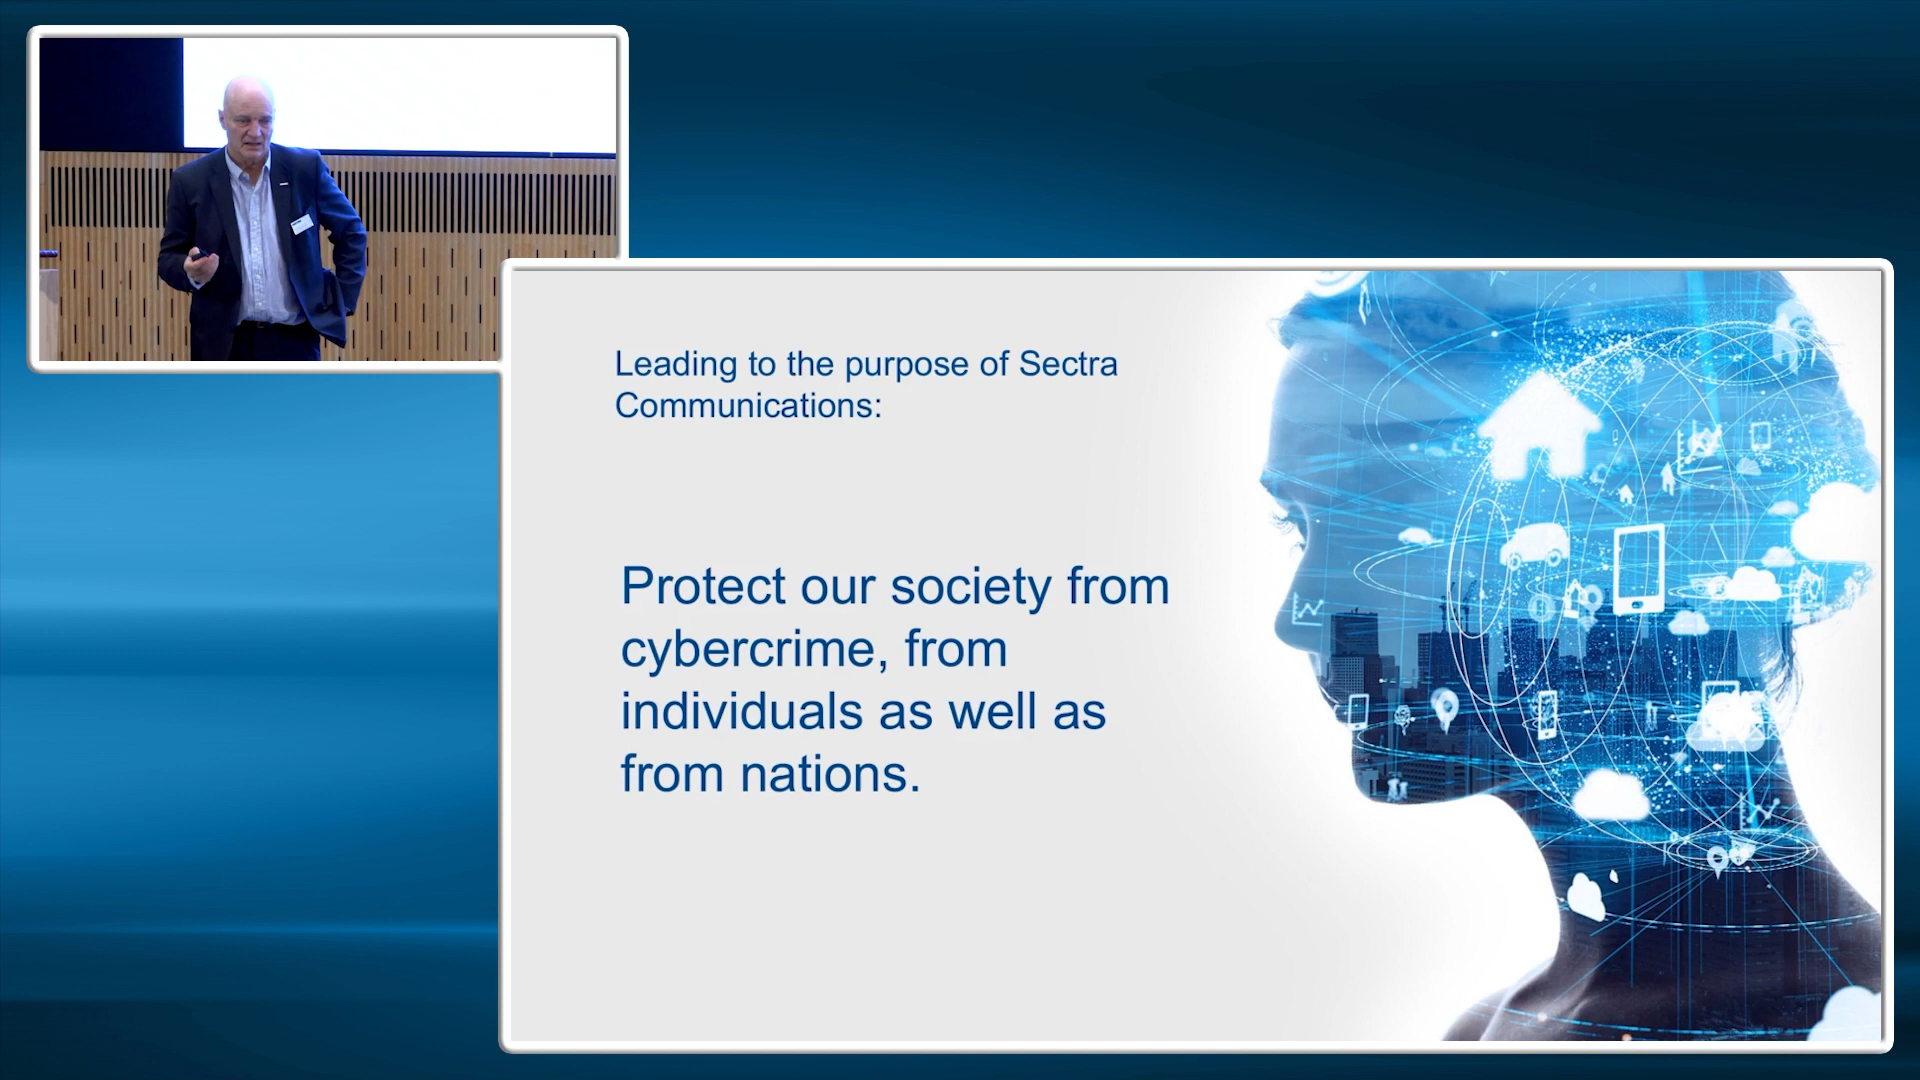 Leading to the purpose of Sectra
Communications:
Protect our society from
cybercrime, from
individuals as well as
from nations.